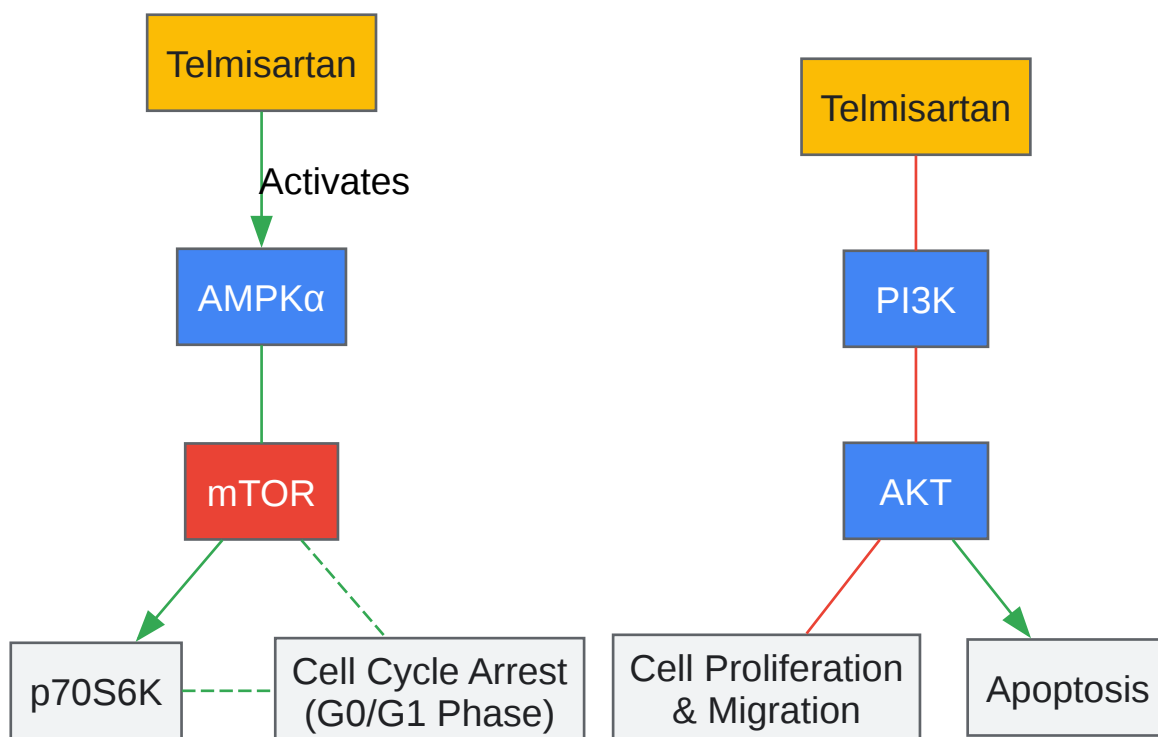 Telmisartan
Activates
AMPKα
mTOR
p70S6K
Cell Cycle Arrest
(G0/G1 Phase)
Telmisartan
PI3K
AKT
Cell Proliferation
& Migration
Apoptosis